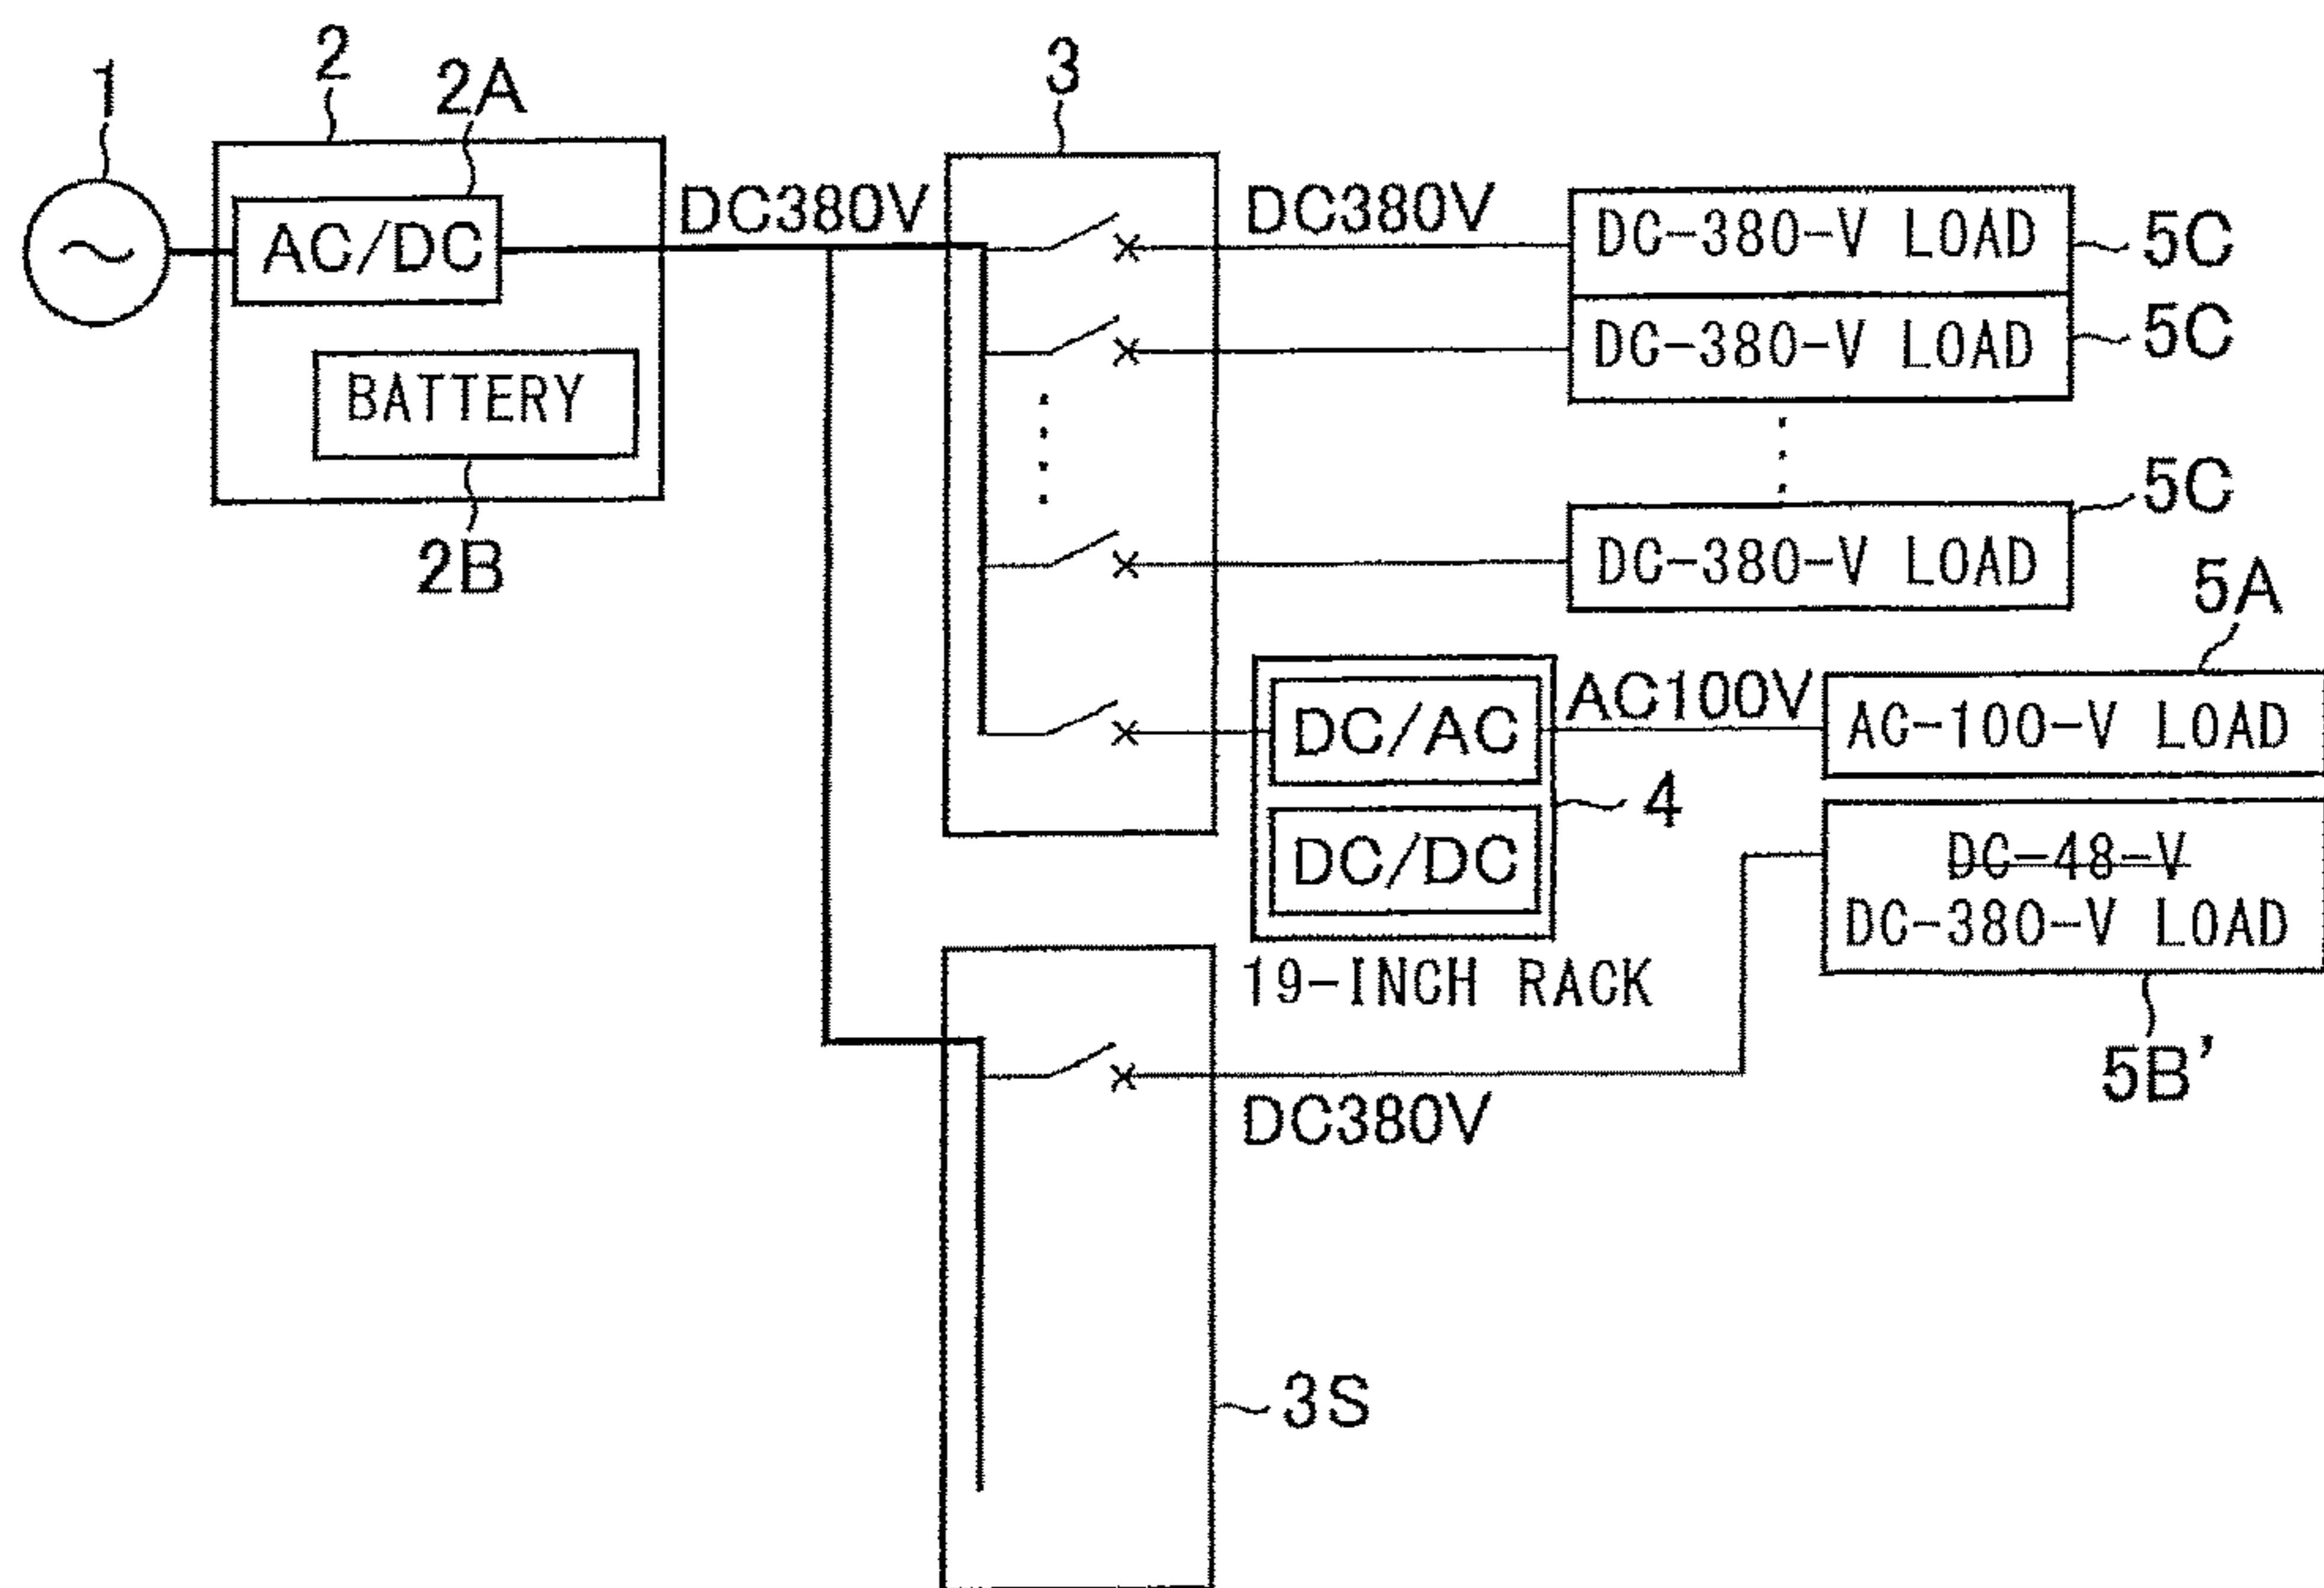 1
2
2A
AC/DC
BATTERY
2B
DC380V
3
DC380V
DC-380-V LOAD
5C
DC-380-V LOAD
5C
DC-380-V LOAD
5C
5A
DC/AC
AC100V
AC-100-V LOAD
4
DC/DC
19-INCH RACK
DC-48-V
DC-380-V LOAD
5B'
DC380V
3S